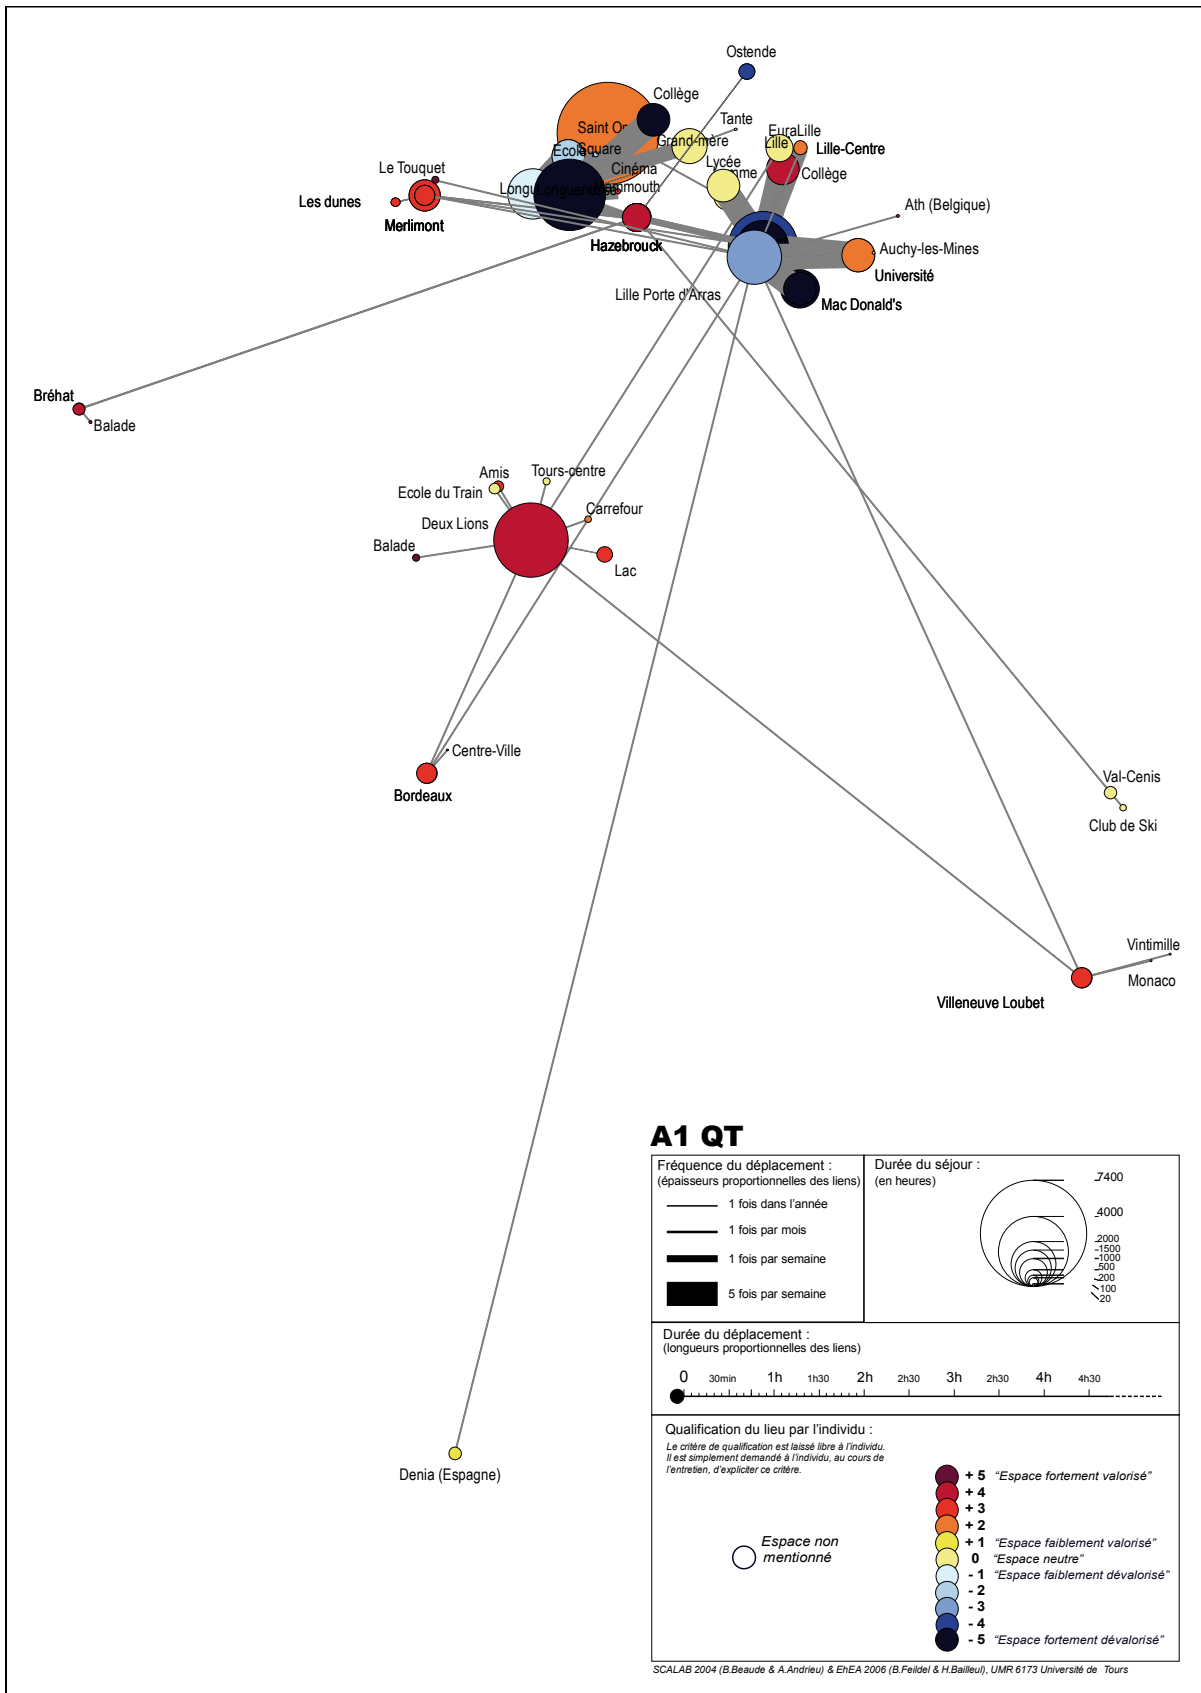 Ostende
Collège
Tante
Saint
EuraLille
Grand-mère
Lille
Lille-Centre
Square
Cinéma
Lycée
Collège
Le Touquet
Longuenesse
Mammouth
Les dunes
Merlimont
Ath (Belgique)
Hazebrouck
Auchy-les-Mines
Université
Lille Porte d'Arras
Mac Donald's
Bréhat
Balade
Amis
Tours-centre
Ecole du Train
Carrefour
Deux Lions
Balade
Lac
Centre-Ville
Bordeaux
Val-Cenis
Club de Ski
Vintimille
Monaco
Villeneuve Loubet
Denia (Espagne)
A1 QT
Fréquence du déplacement :
(épaisseurs proportionnelles des liens)
1 fois dans l'année
1 fois par mois
1 fois par semaine
5 fois par semaine
Durée du séjour :
(en heures)
7400
4000
2000
1500
1000
500
200
100
20
Durée du déplacement :
(longueurs proportionnelles des liens)
0 30min 1h 1h30 2h 2h30 3h 2h30 4h 4h30
Qualification du lieu par l'individu :
Le critère de qualification est laissé libre à l'individu.
Il est simplement demandé à l'individu, au cours de
l'entretien, d'expliciter ce critère.
Espace non
mentionné
+ 5 “Espace fortement valorisé”
+ 4
+ 3
+ 2
+ 1 “Espace faiblement valorisé”
0 “Espace neutre”
- 1 “Espace faiblement dévalorisé”
- 2
- 3
- 4
- 5 “Espace fortement dévalorisé”
SCALAB 2004 (B.Beaude & A.Andrieu) & EhEA 2006 (B.Feildel & H.Bailleul), UMR 6173 Université de Tours